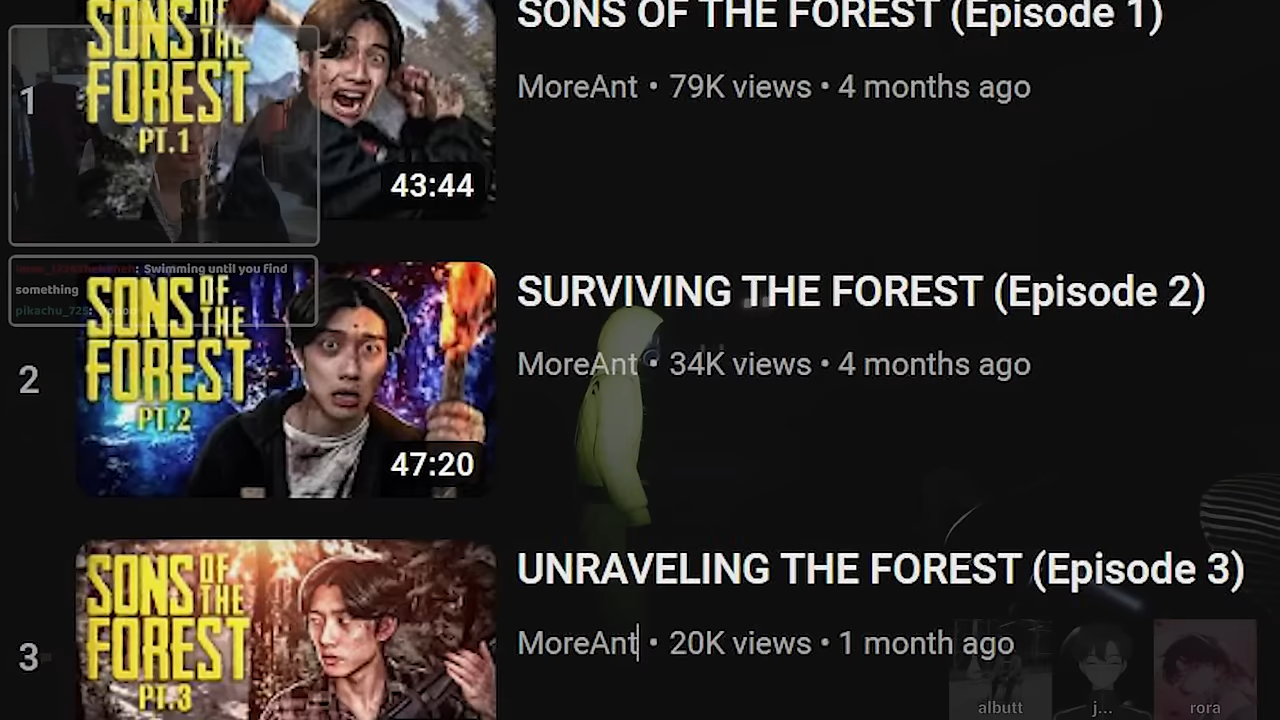 SONS OF THE FOREST (Episode 1)
SONS OF
THE
FOREST
PT.1
1
MoreAnt • 79K views • 4 months ago
43:44
Swimming until you find
something
pikachu_725:
SURVIVING THE FOREST (Episode 2)
SONS OF
THE
FOREST
PT.2
2
MoreAnt • 34K views • 4 months ago
47:20
UNRAVELING THE FOREST (Episode 3)
SONS OF
THE
FOREST
PT.3
3
MoreAnt • 20K views • 1 month ago
albutt
j...
rora